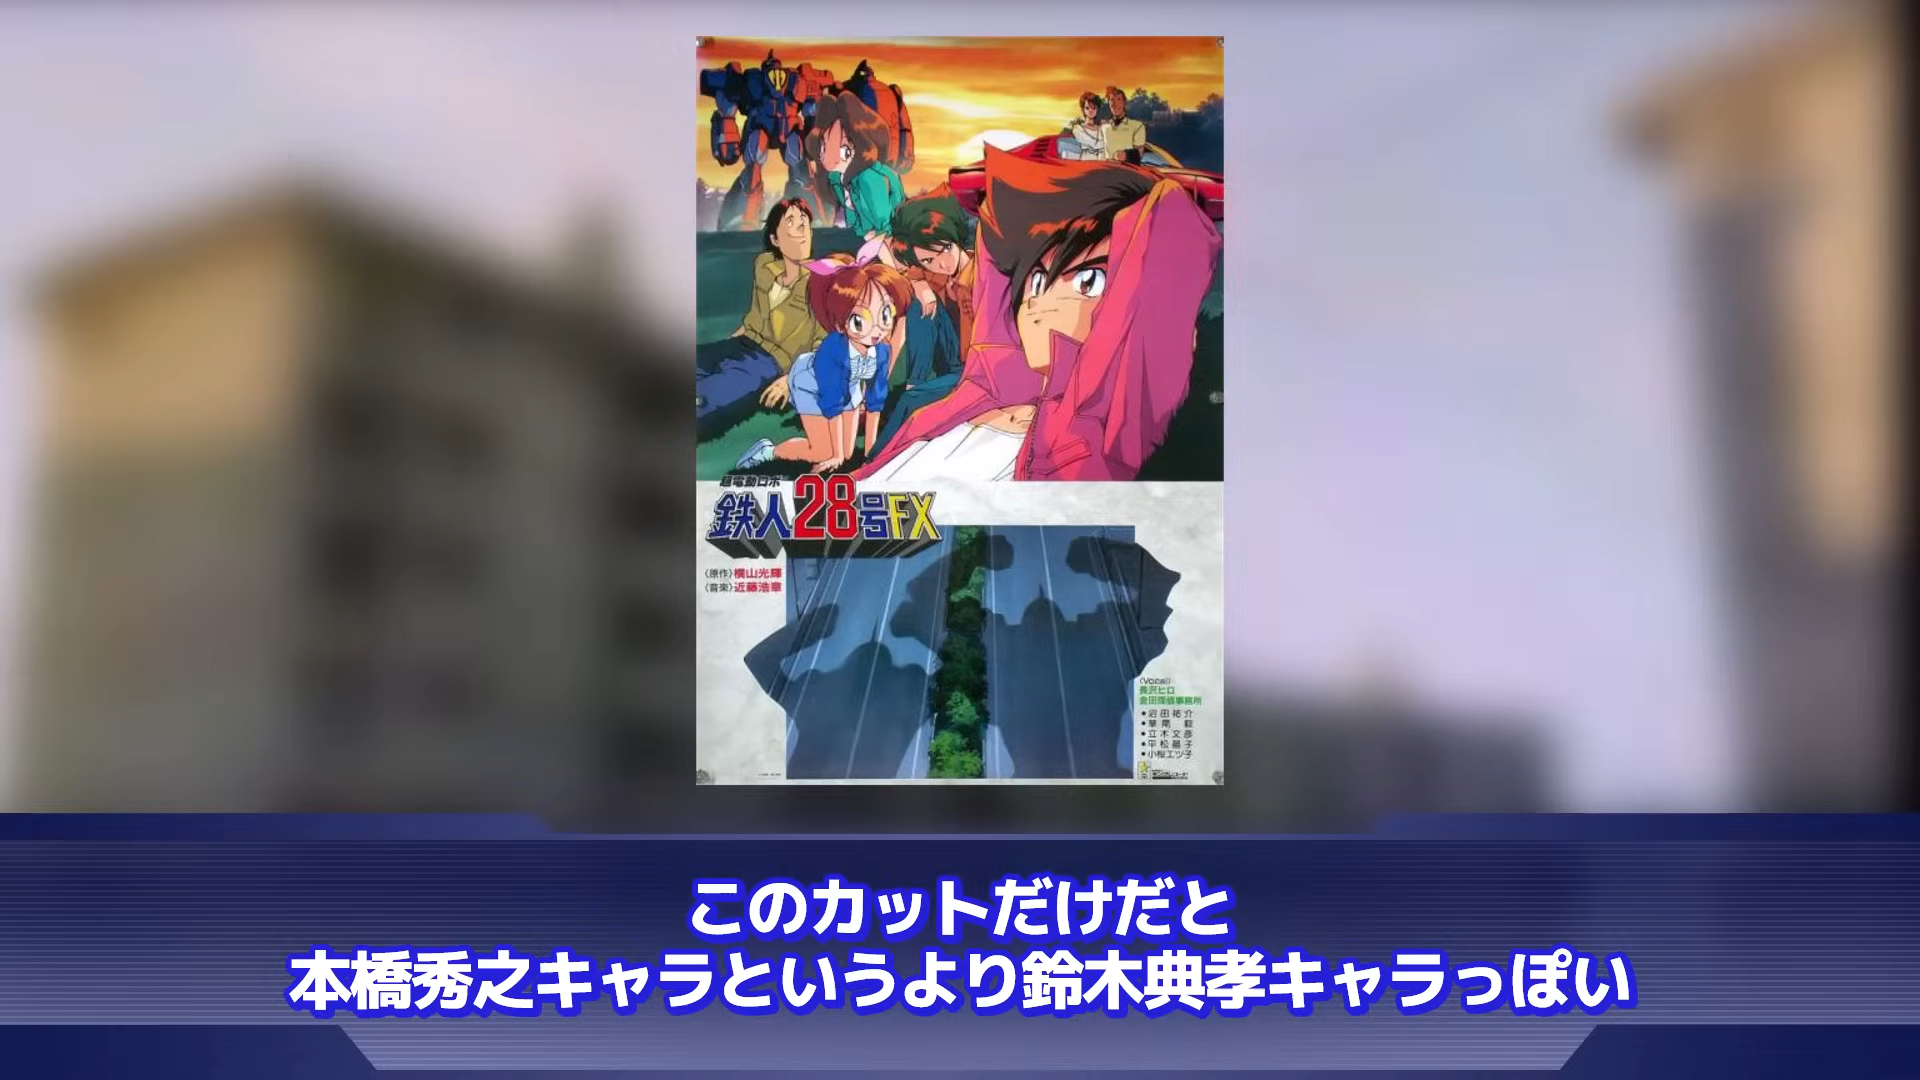 超電動ロボ
鉄人28号FX
〈原作〉横山光輝
〈音楽〉近藤浩章
〈Vocal〉
長沢ヒロ
金田探偵事務所
•沼田祐介
•草尾 毅
•立木文彦
•平松晶子
•小桜エツ子
このカットだけだと
本橋秀之キャラというより鈴木典孝キャラっぽい